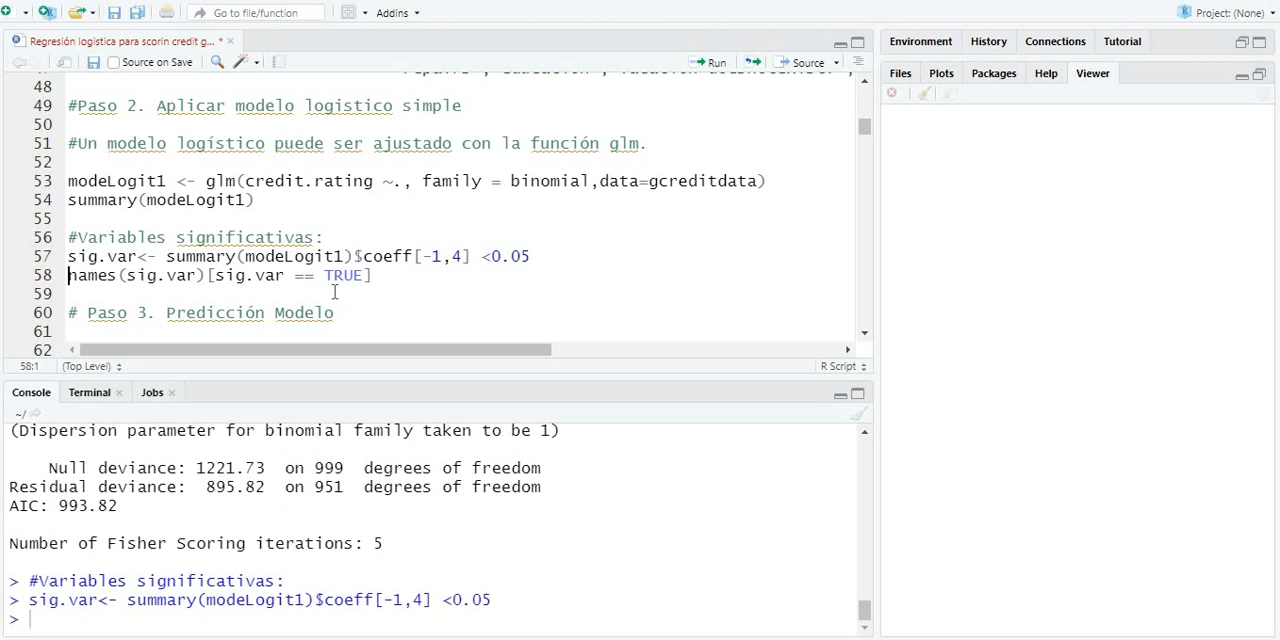 Go to file/function
Addins
Project: (None)
Regresión logística para scorin credit g... *
Source on Save
Run
Source
48
49 #Paso 2. Aplicar modelo logistico simple
50
51 #Un modelo logístico puede ser ajustado con la función glm.
52
53 modeLogit1 <- glm(credit.rating ~., family = binomial,data=gcreditdata)
54 summary(modeLogit1)
55
56 #Variables significativas:
57 sig.var<- summary(modeLogit1)$coeff[-1,4] <0.05
58 names(sig.var)[sig.var == TRUE]
59
60 # Paso 3. Predicción Modelo
61
62
58:1 (Top Level) R Script
Console Terminal Jobs
~/
(Dispersion parameter for binomial family taken to be 1)
Null deviance: 1221.73 on 999 degrees of freedom
Residual deviance: 895.82 on 951 degrees of freedom
AIC: 993.82
Number of Fisher Scoring iterations: 5
> #Variables significativas:
> sig.var<- summary(modeLogit1)$coeff[-1,4] <0.05
>
Environment History Connections Tutorial
Files Plots Packages Help Viewer